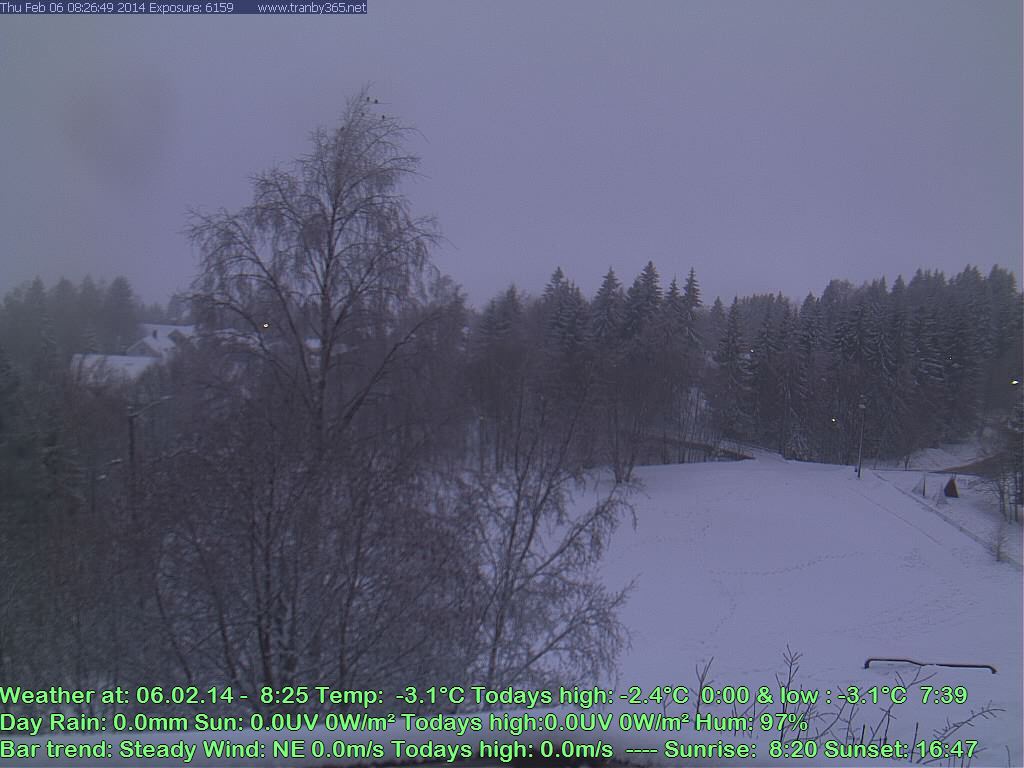 Thu Feb 06 08:26:49 2014 Exposure: 6159 www.tranby365.net
Weather at: 06.02.14 - 8:25 Temp: -3.1°C Todays high: -2.4°C 0:00 & low : -3.1°C 7:39
Day Rain: 0.0mm Sun: 0.0UV 0W/m² Todays high:0.0UV 0W/m² Hum: 97%
Bar trend: Steady Wind: NE 0.0m/s Todays high: 0.0m/s ---- Sunrise: 8:20 Sunset: 16:47